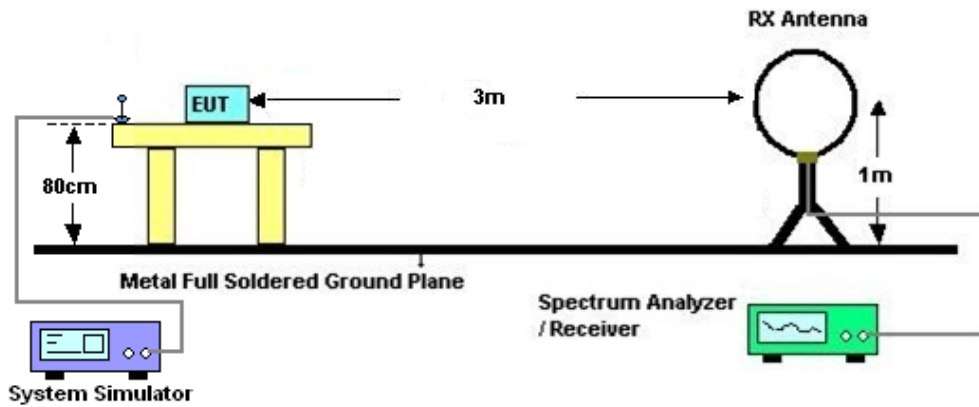 RX Antenna
EUT
3m
80cm
1m
Metal Full Soldered Ground Plane
Spectrum Analyzer
/ Receiver
System Simulator